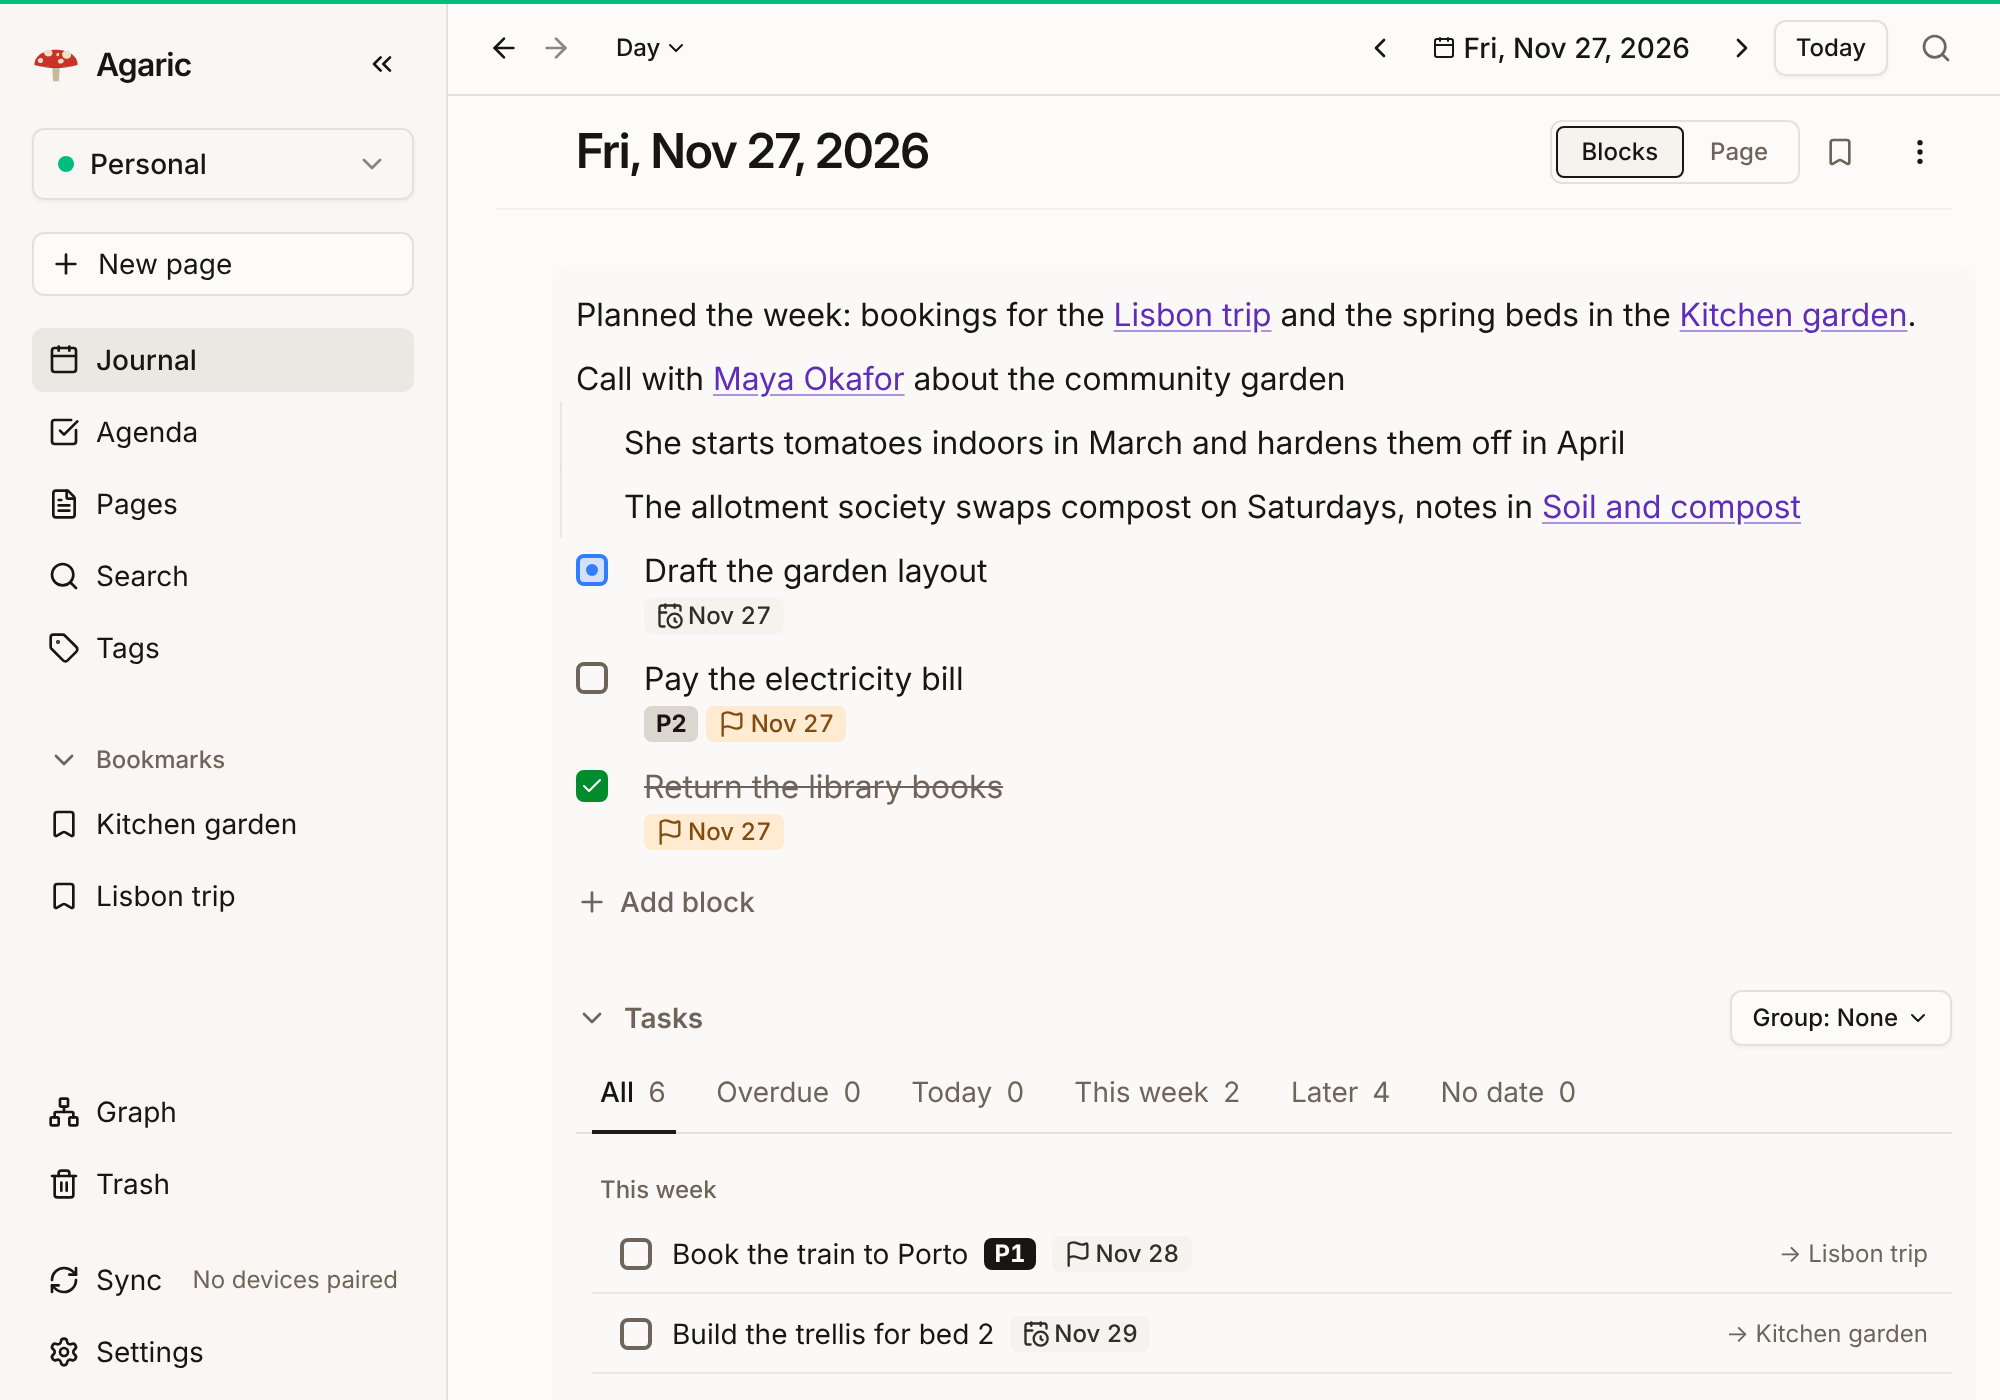 Agaric
Personal
New page
Journal
Agenda
Pages
Search
Tags
Bookmarks
Kitchen garden
Lisbon trip
Graph
Trash
Sync No devices paired
Settings
Day
Fri, Nov 27, 2026
Today
Fri, Nov 27, 2026
Blocks
Page
Planned the week: bookings for the Lisbon trip and the spring beds in the Kitchen garden.
Call with Maya Okafor about the community garden
She starts tomatoes indoors in March and hardens them off in April
The allotment society swaps compost on Saturdays, notes in Soil and compost
Draft the garden layout
Nov 27
Pay the electricity bill
P2 Nov 27
Return the library books
Nov 27
Add block
Tasks
Group: None
All 6 Overdue 0 Today 0 This week 2 Later 4 No date 0
This week
Book the train to Porto P1 Nov 28 → Lisbon trip
Build the trellis for bed 2 Nov 29 → Kitchen garden